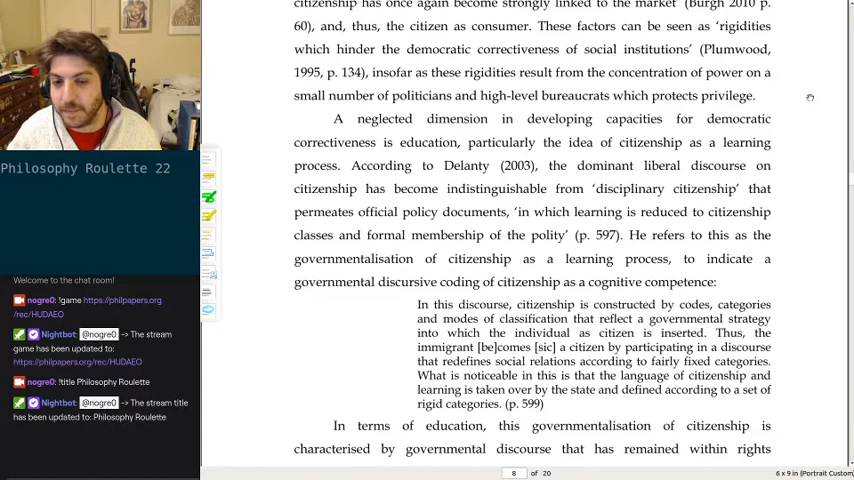 citizenship has once again become strongly linked to the market' (Burgh 2010 p.
60), and, thus, the citizen as consumer. These factors can be seen as 'rigidities
which hinder the democratic correctiveness of social institutions' (Plumwood,
1995, p. 134), insofar as these rigidities result from the concentration of power on a
small number of politicians and high-level bureaucrats which protects privilege.
A neglected dimension in developing capacities for democratic
correctiveness is education, particularly the idea of citizenship as a learning
process. According to Delanty (2003), the dominant liberal discourse on
citizenship has become indistinguishable from 'disciplinary citizenship' that
permeates official policy documents, 'in which learning is reduced to citizenship
classes and formal membership of the polity' (p. 597). He refers to this as the
governmentalisation of citizenship as a learning process, to indicate a
governmental discursive coding of citizenship as a cognitive competence:
In this discourse, citizenship is constructed by codes, categories
and modes of classification that reflect a governmental strategy
into which the individual as citizen is inserted. Thus, the
immigrant [be]comes [sic] a citizen by participating in a discourse
that redefines social relations according to fairly fixed categories.
What is noticeable in this is that the language of citizenship and
learning is taken over by the state and defined according to a set of
rigid categories. (p. 599)
In terms of education, this governmentalisation of citizenship is
characterised by governmental discourse that has remained within rights
8 of 20
6 x 9 in (Portrait Custom
Philosophy Roulette 22
Welcome to the chat room!
nogre0: !game https://philpapers.org
/rec/HUDAEO
Nightbot: @nogre0 -> The stream
game has been updated to:
https://philpapers.org/rec/HUDAEO
nogre0: !title Philosophy Roulette
Nightbot: @nogre0 -> The stream title
has been updated to: Philosophy Roulette